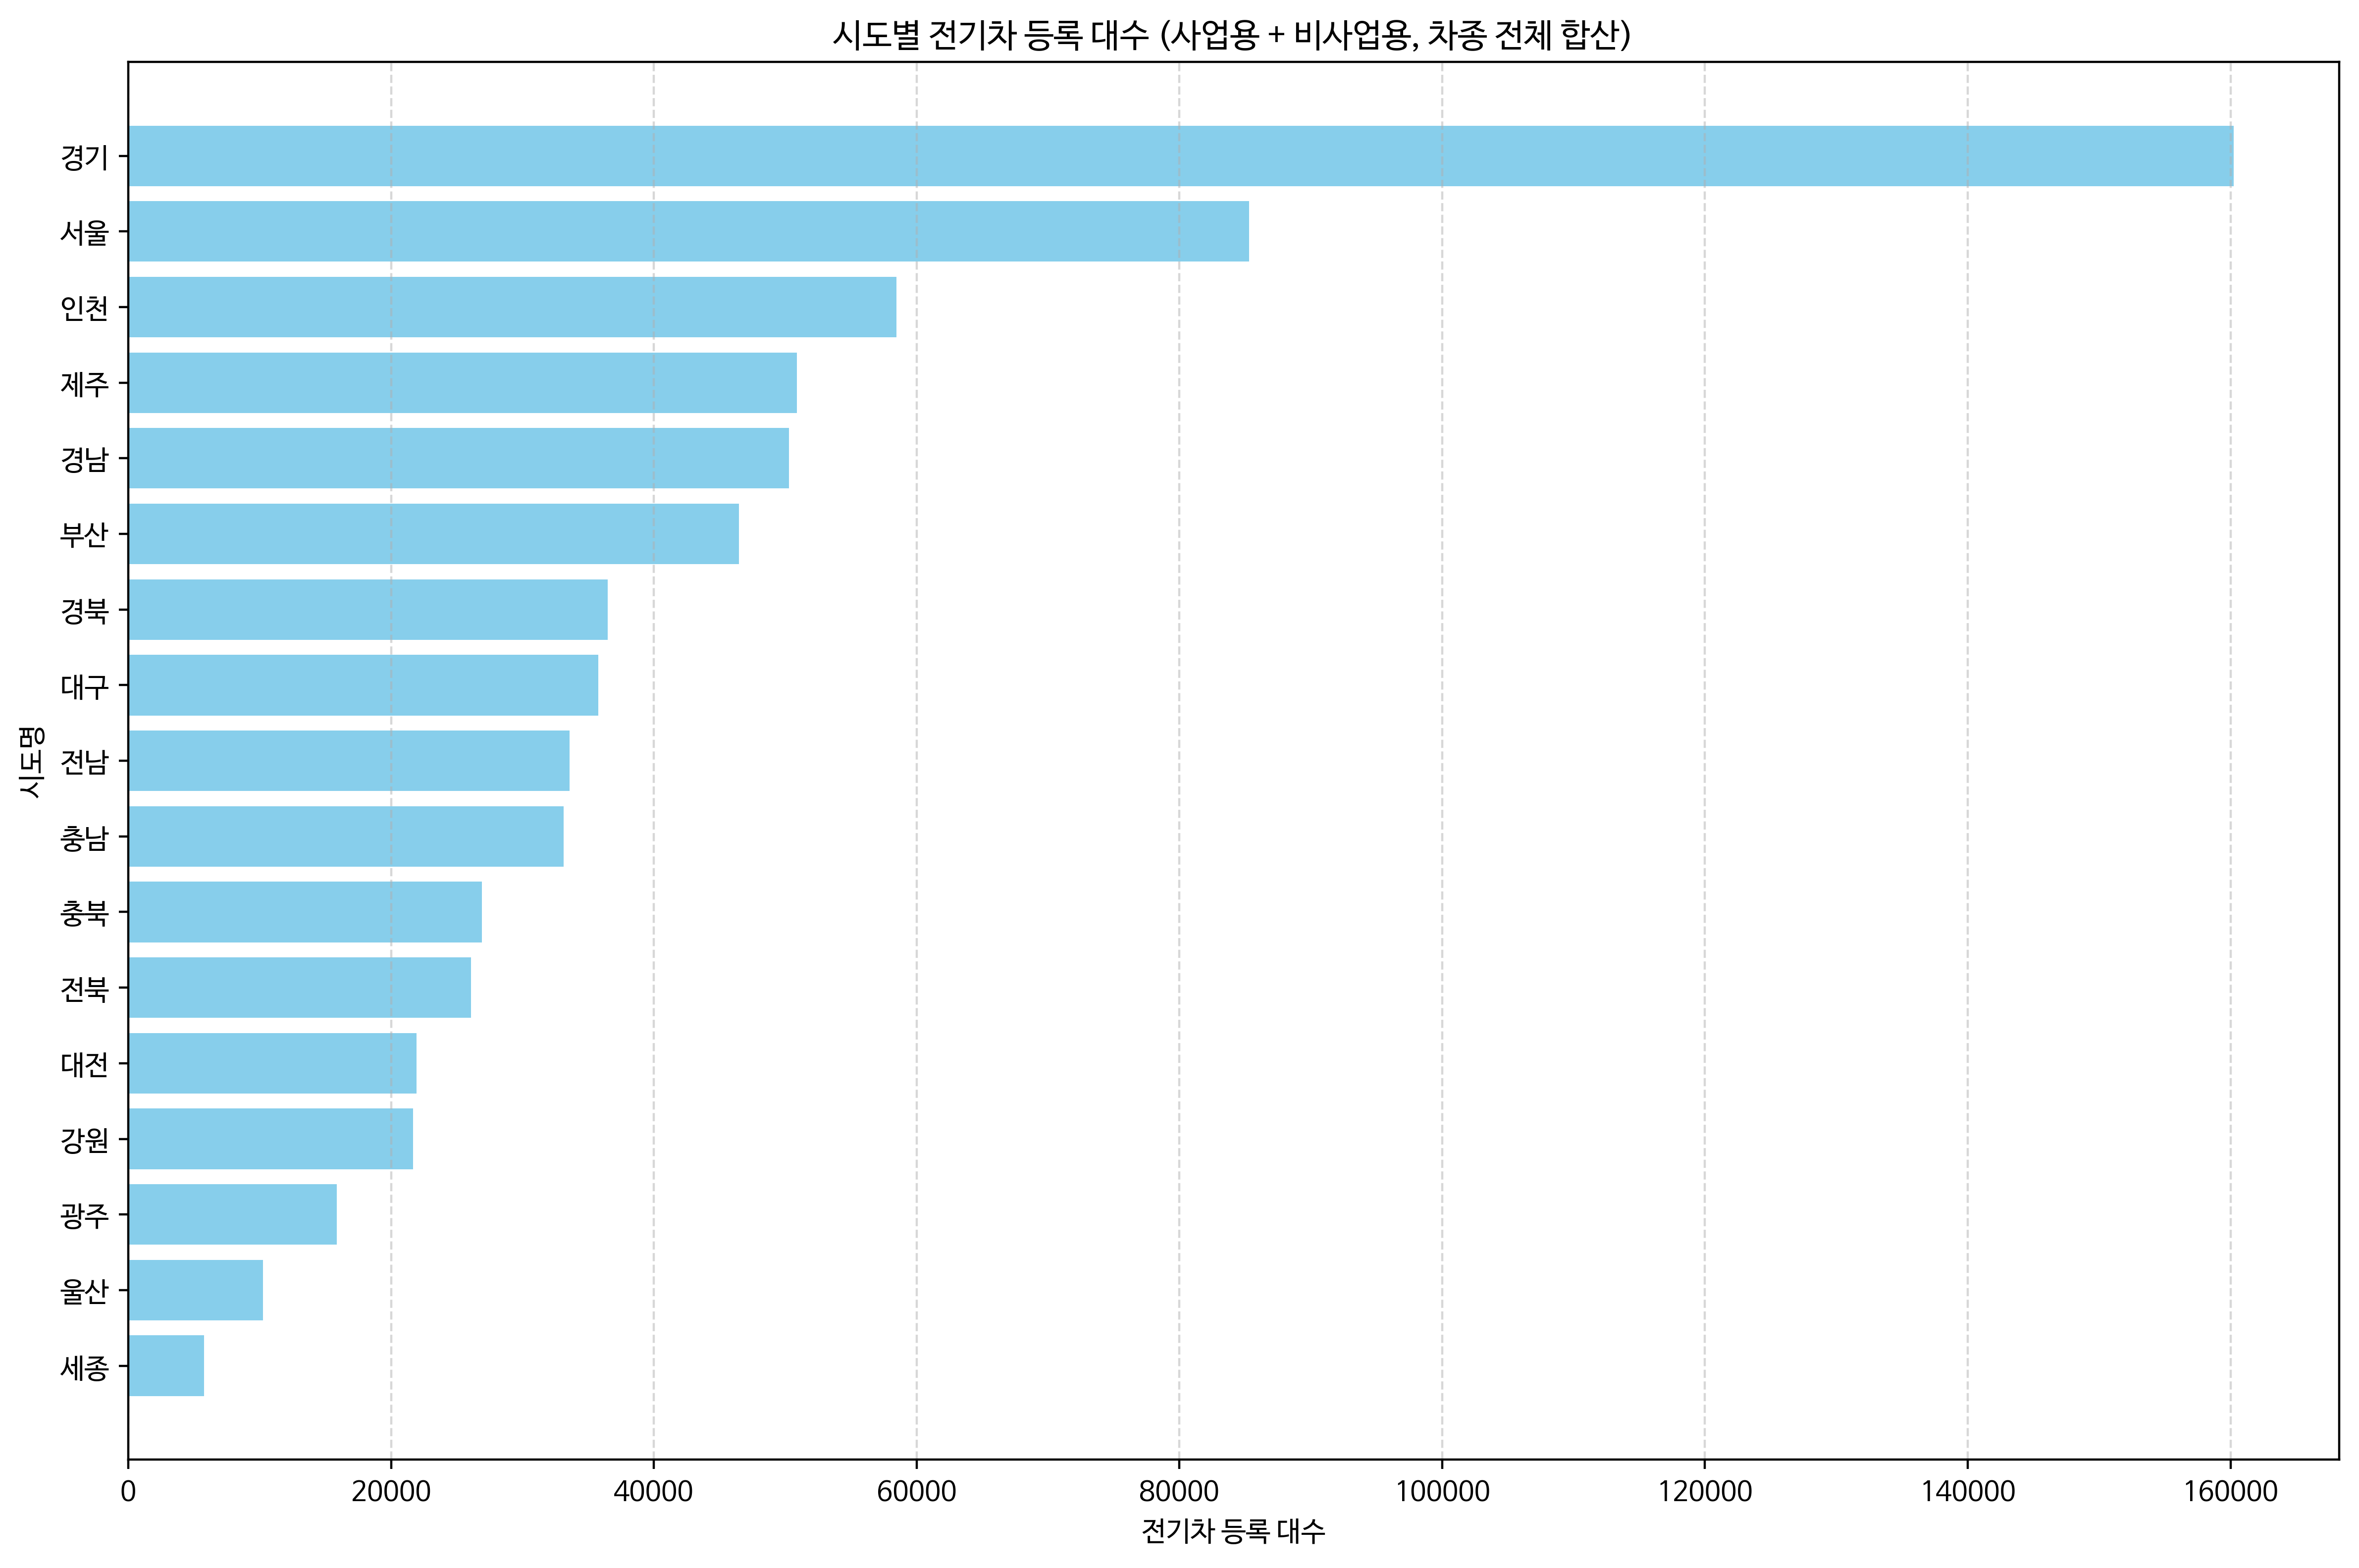 시도별 전기차 등록 대수 (사업용 + 비사업용, 차종 전체 합산)
시도명
경기
서울
인천
제주
경남
부산
경북
대구
전남
충남
충북
전북
대전
강원
광주
울산
세종
0 20000 40000 60000 80000 100000 120000 140000 160000
전기차 등록 대수